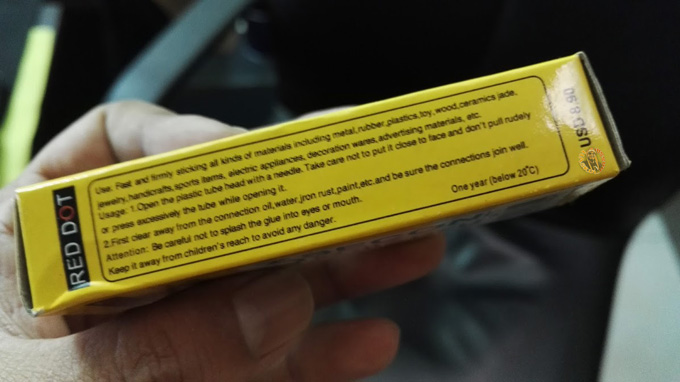 RED DOT
Use: Fast and firmly sticking all kinds of materials including metal,rubber,plastics,toy,wood,ceramics jade,
jewelry,handicrafts,sports items, electric appliances, decoration wares,advertising materials, etc.
Usage: 1.Open the plastic tube head with a needle. Take care not to put it close to face and don't pull rudely
or press excessively the tube while opening it.
2.First clear away from the connection oil,water,jron rust,paint,etc.and be sure the connections join well.
Attention: Be careful not to splash the glue into eyes or mouth.
Keep it away from children's reach to avoid any danger.
One year (below 20°C)
USD:8.90